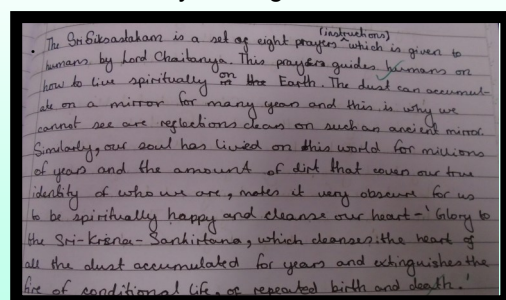 (instructions)
• The Sri Siksastakam is a set of eight prayers ^ which is given to
humans by Lord Chaitanya. This prayers guides humans on
how to live spiritually on the Earth. The dust can accumul-
ate on a mirror for many years and this is why we
cannot see are reflections clear on such an ancient mirror.
Similarly, our soul has livied on this world for millions
of years and the amount of dirt that cover our true
identity of who we are, makes it very obscure for us
to be spiritually happy and cleanse our heart - 'Glory to
the Sri-Krsna-Sankirtana, which cleanses the heart of
all the dust accumulated for years and extinguishes the
fire of conditional life, of repeated birth and death.'